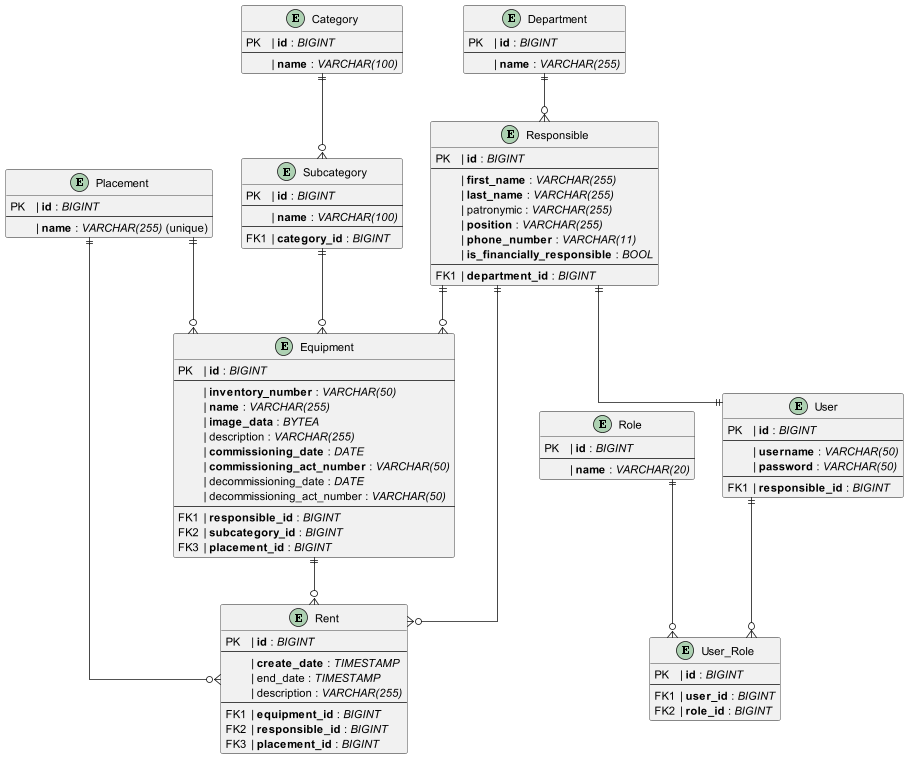 E Category
PK | id : BIGINT
| name : VARCHAR(100)
E Department
PK | id : BIGINT
| name : VARCHAR(255)
E Responsible
PK | id : BIGINT
| first_name : VARCHAR(255)
| last_name : VARCHAR(255)
| patronymic : VARCHAR(255)
| position : VARCHAR(255)
| phone_number : VARCHAR(11)
| is_financially_responsible : BOOL
FK1 | department_id : BIGINT
E Placement
PK | id : BIGINT
| name : VARCHAR(255) (unique)
E Subcategory
PK | id : BIGINT
| name : VARCHAR(100)
FK1 | category_id : BIGINT
E Equipment
PK | id : BIGINT
| inventory_number : VARCHAR(50)
| name : VARCHAR(255)
| image_data : BYTEA
| description : VARCHAR(255)
| commissioning_date : DATE
| commissioning_act_number : VARCHAR(50)
| decommissioning_date : DATE
| decommissioning_act_number : VARCHAR(50)
FK1 | responsible_id : BIGINT
FK2 | subcategory_id : BIGINT
FK3 | placement_id : BIGINT
E Role
PK | id : BIGINT
| name : VARCHAR(20)
E User
PK | id : BIGINT
| username : VARCHAR(50)
| password : VARCHAR(50)
FK1 | responsible_id : BIGINT
E Rent
PK | id : BIGINT
| create_date : TIMESTAMP
| end_date : TIMESTAMP
| description : VARCHAR(255)
FK1 | equipment_id : BIGINT
FK2 | responsible_id : BIGINT
FK3 | placement_id : BIGINT
E User_Role
PK | id : BIGINT
FK1 | user_id : BIGINT
FK2 | role_id : BIGINT